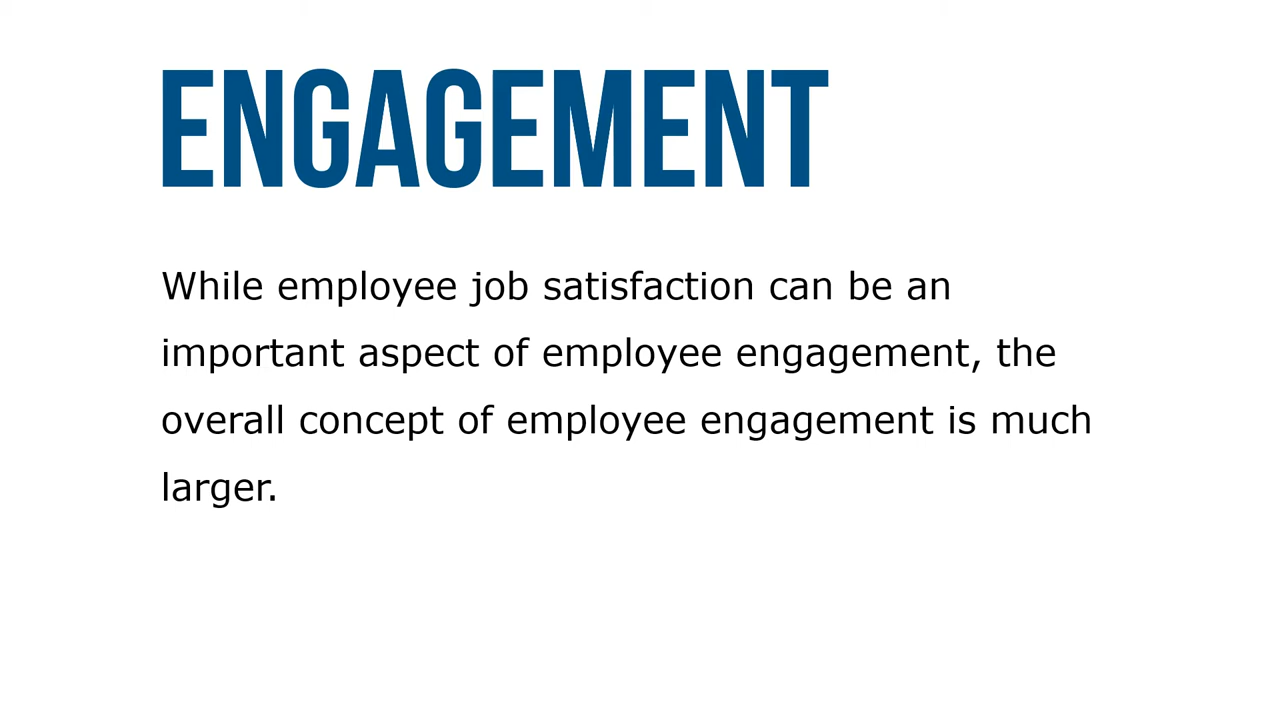 ENGAGEMENT
While employee job satisfaction can be an
important aspect of employee engagement, the
overall concept of employee engagement is much
larger.